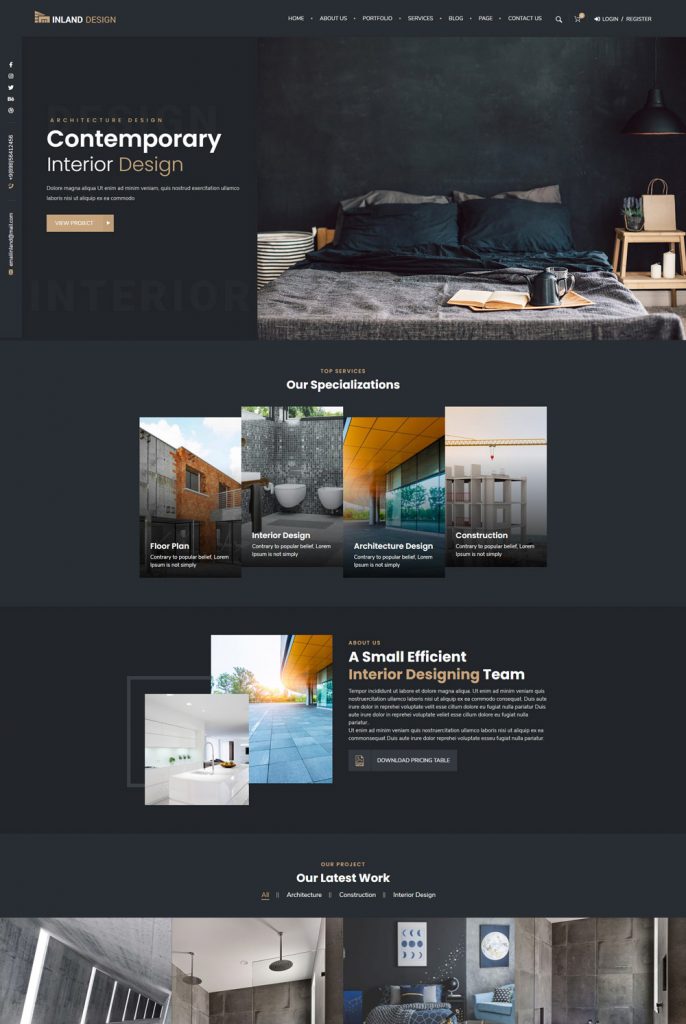 INLAND DESIGN
HOME • ABOUT US • PORTFOLIO • SERVICES • BLOG • PAGE • CONTACT US
LOGIN / REGISTER
+99(898)56412456
emailinland@mail.com
DESIGN
ARCHITECTURE DESIGN
Contemporary
Interior Design
Dolore magna aliqua Ut enim ad minim veniam, quis nostrud exercitation ullamco
laboris nisi ut aliquip ex ea commodo
VIEW PROJECT
INTERIOR
TOP SERVICES
Our Specializations
Floor Plan
Contrary to popular belief, Lorem
Ipsum is not simply
Interior Design
Contrary to popular belief, Lorem
Ipsum is not simply
Architecture Design
Contrary to popular belief, Lorem
Ipsum is not simply
Construction
Contrary to popular belief, Lorem
Ipsum is not simply
ABOUT US
A Small Efficient
Interior Designing Team
Tempor incididunt ut labore et dolore magna aliqua. Ut enim ad minim veniam quis
nostruercitation ullamco laboris nisi ut aliquip ex ea commodo consequat. Duis aute
irure dolor in reprehei voluptate velit esse cillum dolore eu fugiat nulla pariatur. Duis
aute irure dolor in reprehei voluptate velit esse cillum dolore eu fugiat nulla
pariatur.
Ut enim ad minim veniam quis nostruercitation ullamco laboris nisi ut aliquip ex ea
commonsequat Duis aute irure dolor reprehei voluptate esseu fugiat nulla pariatur.
DOWNLOAD PRICING TABLE
OUR PROJECT
Our Latest Work
All || Architecture || Construction || Interior Design